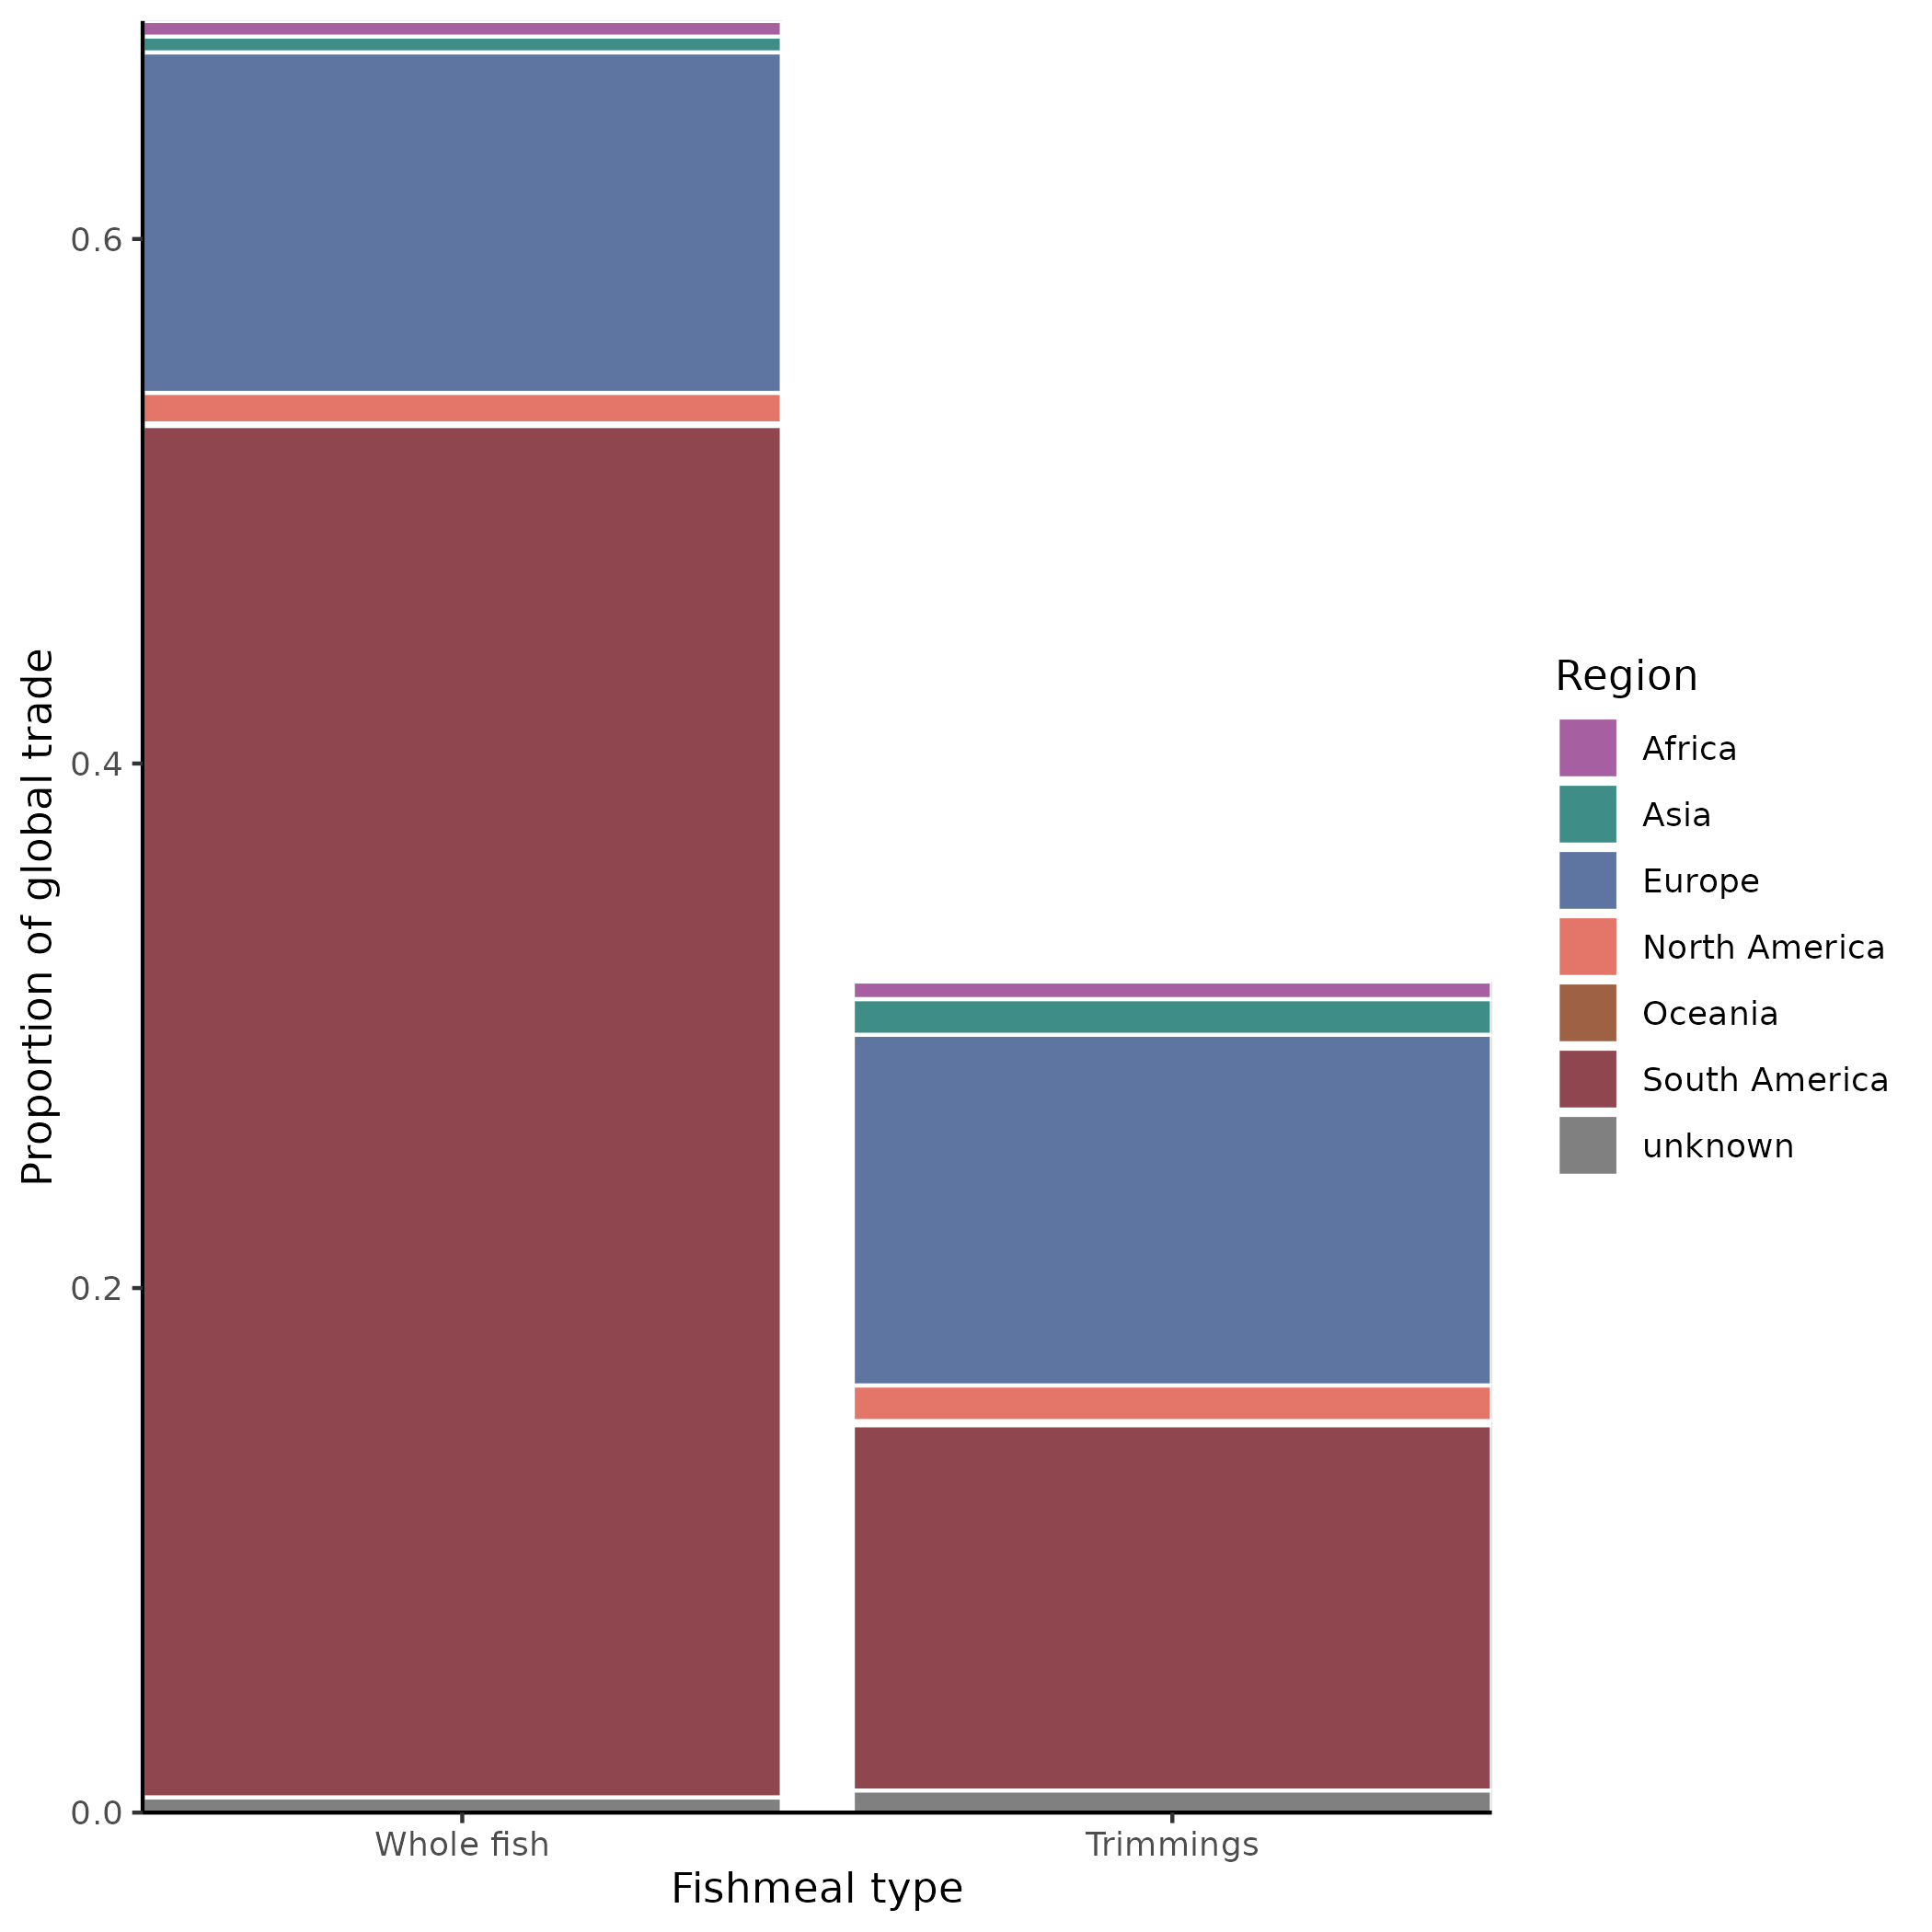 Proportion of global trade
0.6
0.4
0.2
0.0
Whole fish
Trimmings
Fishmeal type
Region
Africa
Asia
Europe
North America
Oceania
South America
unknown